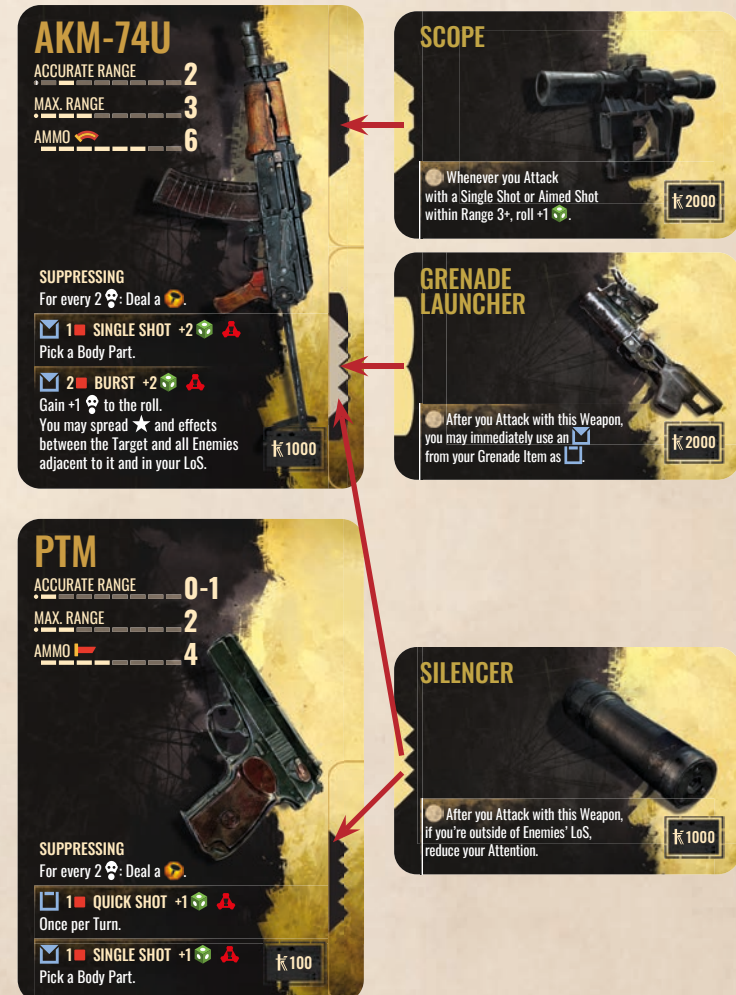 AKM-74U
ACCURATE RANGE 2
MAX. RANGE 3
AMMO 6
SUPPRESSING
For every 2 : Deal a .
1 SINGLE SHOT +2
Pick a Body Part.
2 BURST +2
Gain +1 to the roll.
You may spread ★ and effects
between the Target and all Enemies
adjacent to it and in your LoS.
1000
SCOPE
Whenever you Attack
with a Single Shot or Aimed Shot
within Range 3+, roll +1 .
2000
GRENADE
LAUNCHER
After you Attack with this Weapon,
you may immediately use an
from your Grenade Item as .
2000
PTM
ACCURATE RANGE 0-1
MAX. RANGE 2
AMMO 4
SUPPRESSING
For every 2 : Deal a .
1 QUICK SHOT +1
Once per Turn.
1 SINGLE SHOT +1
Pick a Body Part.
100
SILENCER
After you Attack with this Weapon,
if you're outside of Enemies' LoS,
reduce your Attention.
1000